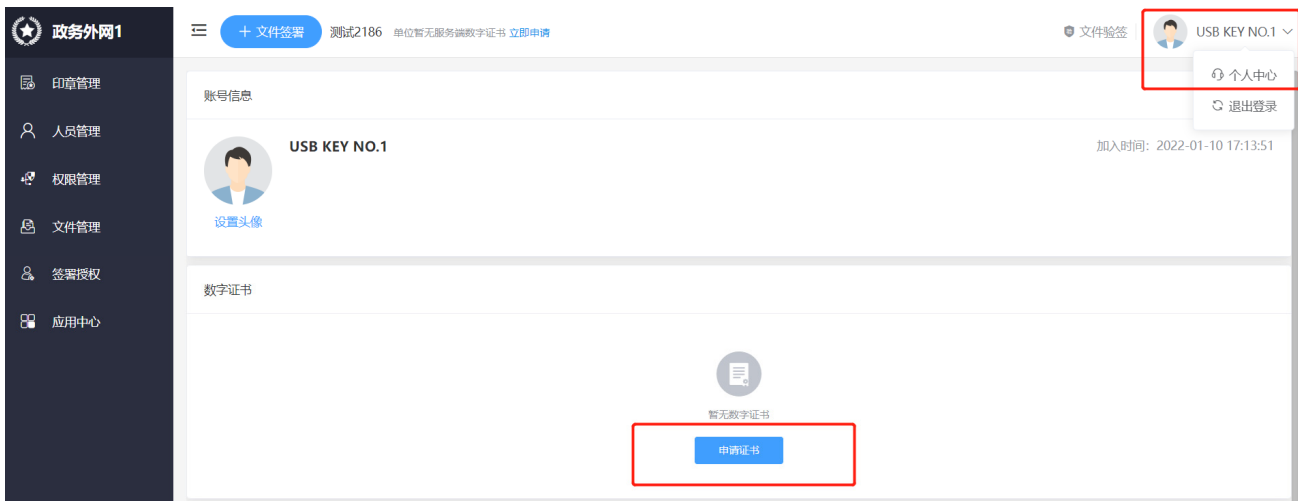 政务外网1
+ 文件签署 测试2186 单位暂无服务端数字证书 立即申请 文件验签 USB KEY NO.1
个人中心
退出登录
印章管理
人员管理
权限管理
文件管理
签署授权
应用中心
账号信息
USB KEY NO.1 加入时间：2022-01-10 17:13:51
设置头像
数字证书
暂无数字证书
申请证书